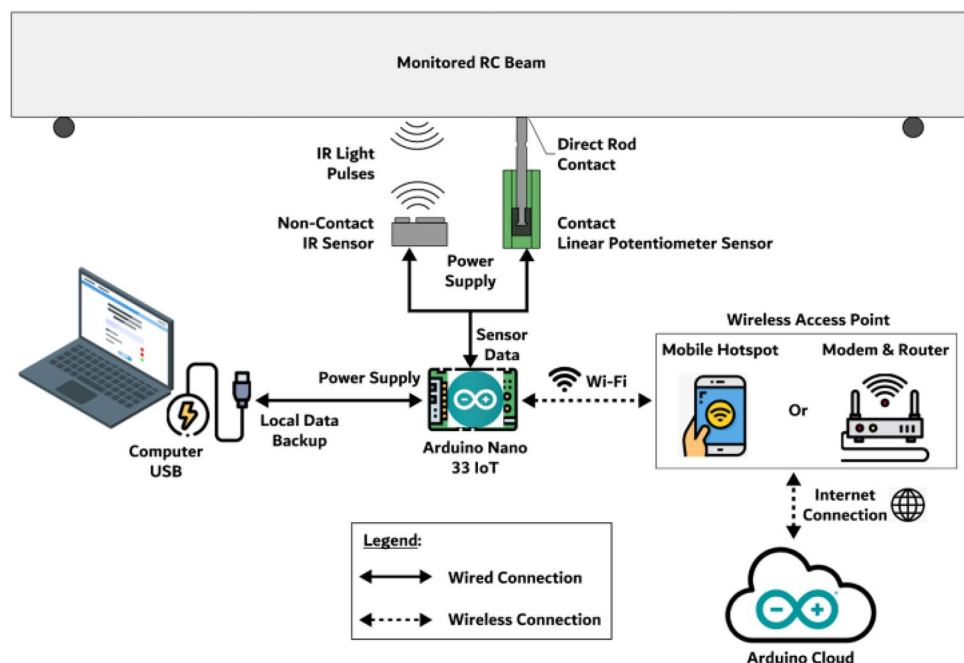 Monitored RC Beam
IR Light
Pulses
Direct Rod
Contact
Non-Contact
IR Sensor
Contact
Linear Potentiometer Sensor
Power
Supply
Sensor
Data
Wireless Access Point
Mobile Hotspot
Modem & Router
Or
Power Supply
Local Data
Backup
Wi-Fi
Computer
USB
Arduino Nano
33 IoT
Internet
Connection
Legend:
Wired Connection
Wireless Connection
Arduino Cloud